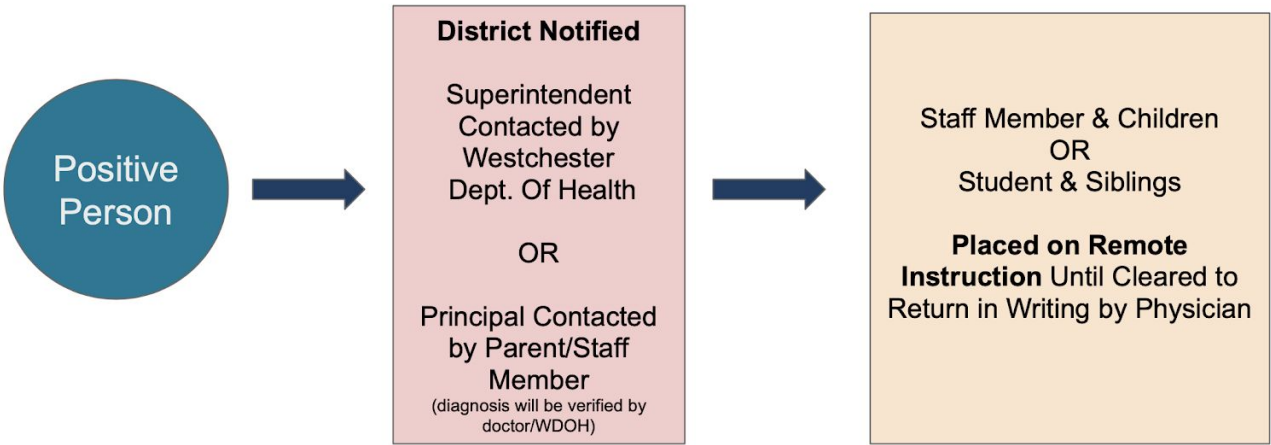 Positive
Person
District Notified
Superintendent
Contacted by
Westchester
Dept. Of Health
OR
Principal Contacted
by Parent/Staff
Member
(diagnosis will be verified by
doctor/WDOH)
Staff Member & Children
OR
Student & Siblings
Placed on Remote
Instruction Until Cleared to
Return in Writing by Physician